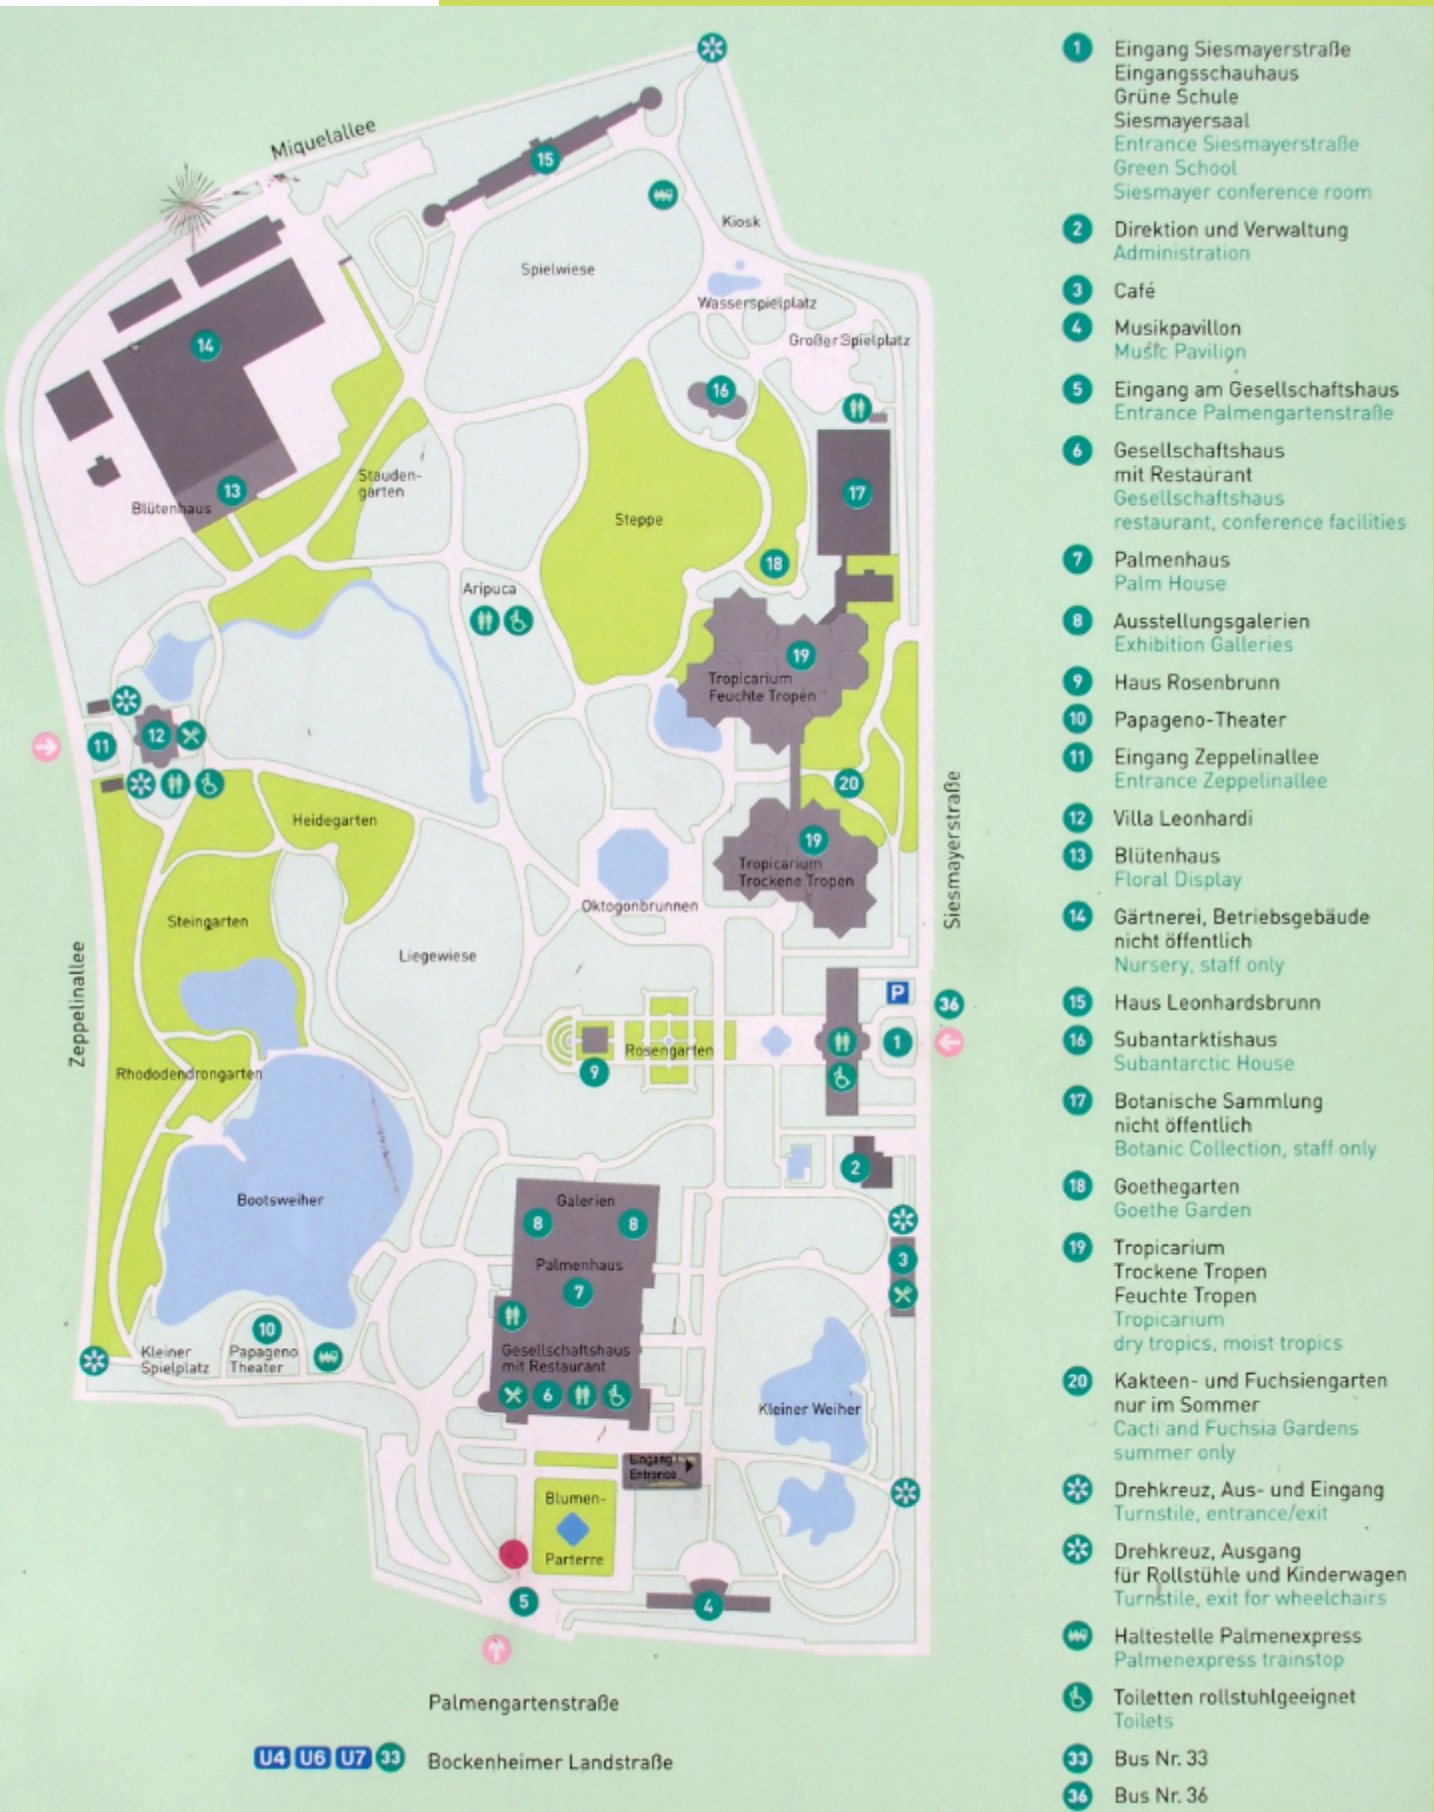 Miquelallee
15
Kiosk
Spielwiese
Wasserspielplatz
Großer Spielplatz
14
16
13
Blütenhaus
Stauden-
garten
17
Steppe
18
Aripuca
19
Tropicarium
Feuchte Tropen
11
12
20
Heidegarten
19
Tropicarium
Trockene Tropen
Siesmayerstraße
Oktogonbrunnen
Steingarten
Liegewiese
Zeppelinallee
P
36
Rosengarten
1
9
Rhododendrongarten
2
Bootsweiher
Galerien
8
8
Palmenhaus
7
3
10
Kleiner
Spielplatz
Papageno
Theater
Gesellschaftshaus
mit Restaurant
6
Kleiner Weiher
Eingang
Entrance
Blumen-
Parterre
5
4
Palmengartenstraße
U4 U6 U7 33 Bockenheimer Landstraße
1 Eingang Siesmayerstraße
Eingangsschauhaus
Grüne Schule
Siesmayersaal
Entrance Siesmayerstraße
Green School
Siesmayer conference room
2 Direktion und Verwaltung
Administration
3 Café
4 Musikpavillon
Music Pavilion
5 Eingang am Gesellschaftshaus
Entrance Palmengartenstraße
6 Gesellschaftshaus
mit Restaurant
Gesellschaftshaus
restaurant, conference facilities
7 Palmenhaus
Palm House
8 Ausstellungsgalerien
Exhibition Galleries
9 Haus Rosenbrunn
10 Papageno-Theater
11 Eingang Zeppelinallee
Entrance Zeppelinallee
12 Villa Leonhardi
13 Blütenhaus
Floral Display
14 Gärtnerei, Betriebsgebäude
nicht öffentlich
Nursery, staff only
15 Haus Leonhardsbrunn
16 Subantarktishaus
Subantarctic House
17 Botanische Sammlung
nicht öffentlich
Botanic Collection, staff only
18 Goethegarten
Goethe Garden
19 Tropicarium
Trockene Tropen
Feuchte Tropen
Tropicarium
dry tropics, moist tropics
20 Kakteen- und Fuchsiengarten
nur im Sommer
Cacti and Fuchsia Gardens
summer only
Drehkreuz, Aus- und Eingang
Turnstile, entrance/exit
Drehkreuz, Ausgang
für Rollstühle und Kinderwagen
Turnstile, exit for wheelchairs
Haltestelle Palmenexpress
Palmenexpress trainstop
Toiletten rollstuhlgeeignet
Toilets
33 Bus Nr. 33
36 Bus Nr. 36